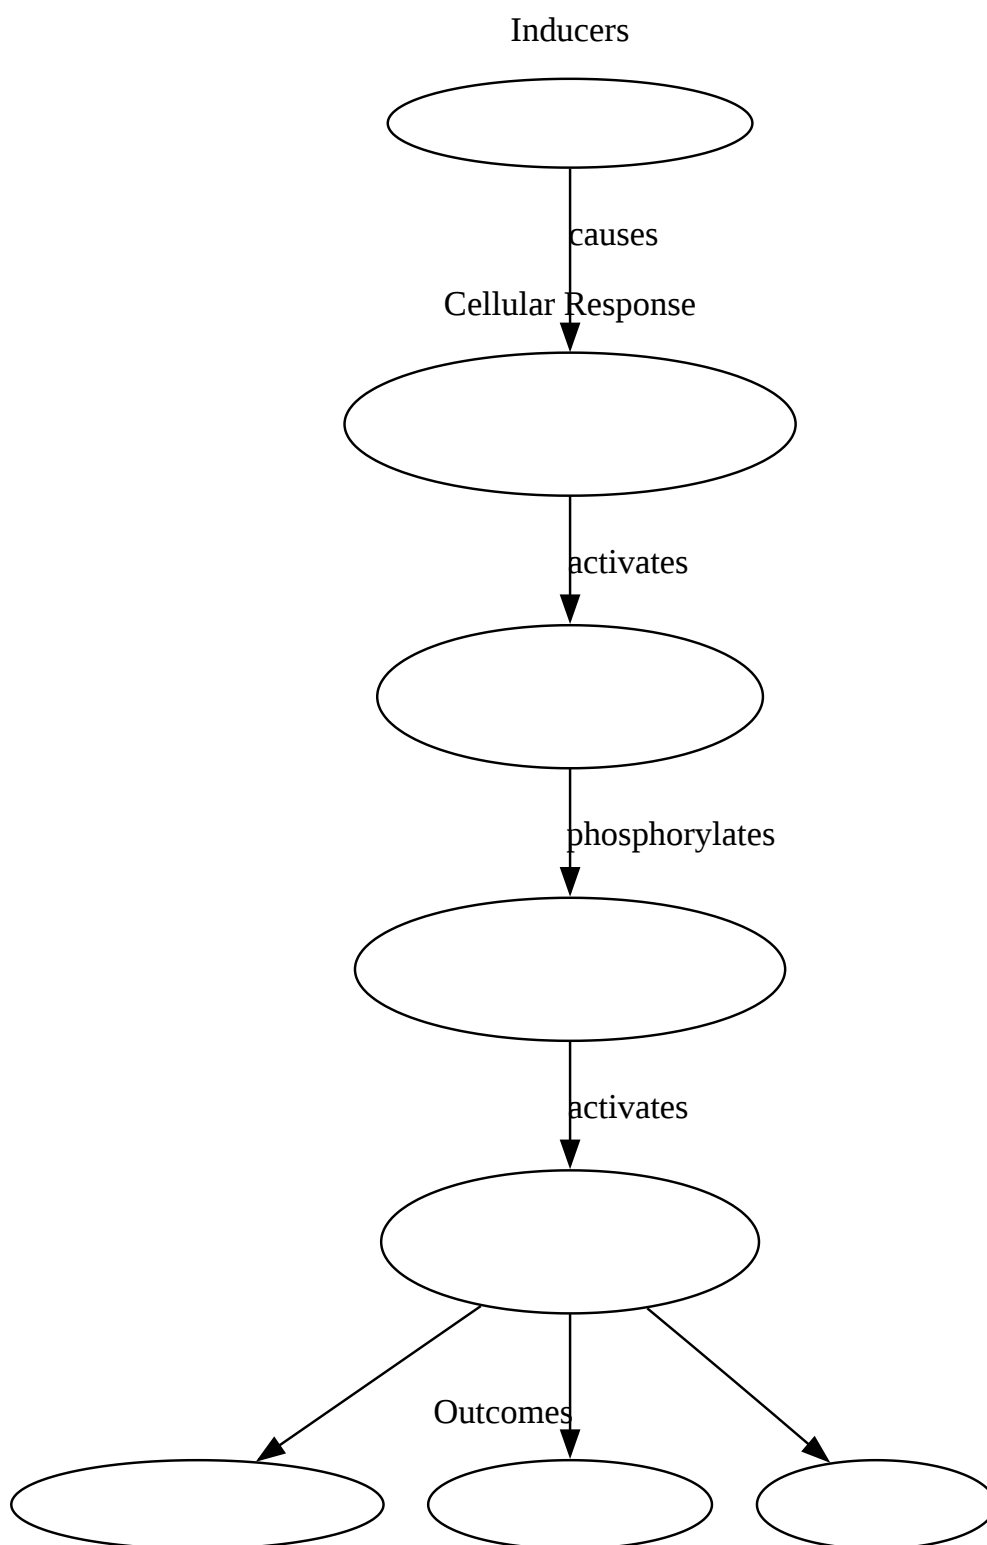 Inducers
causes
Cellular Response
activates
phosphorylates
activates
Outcomes